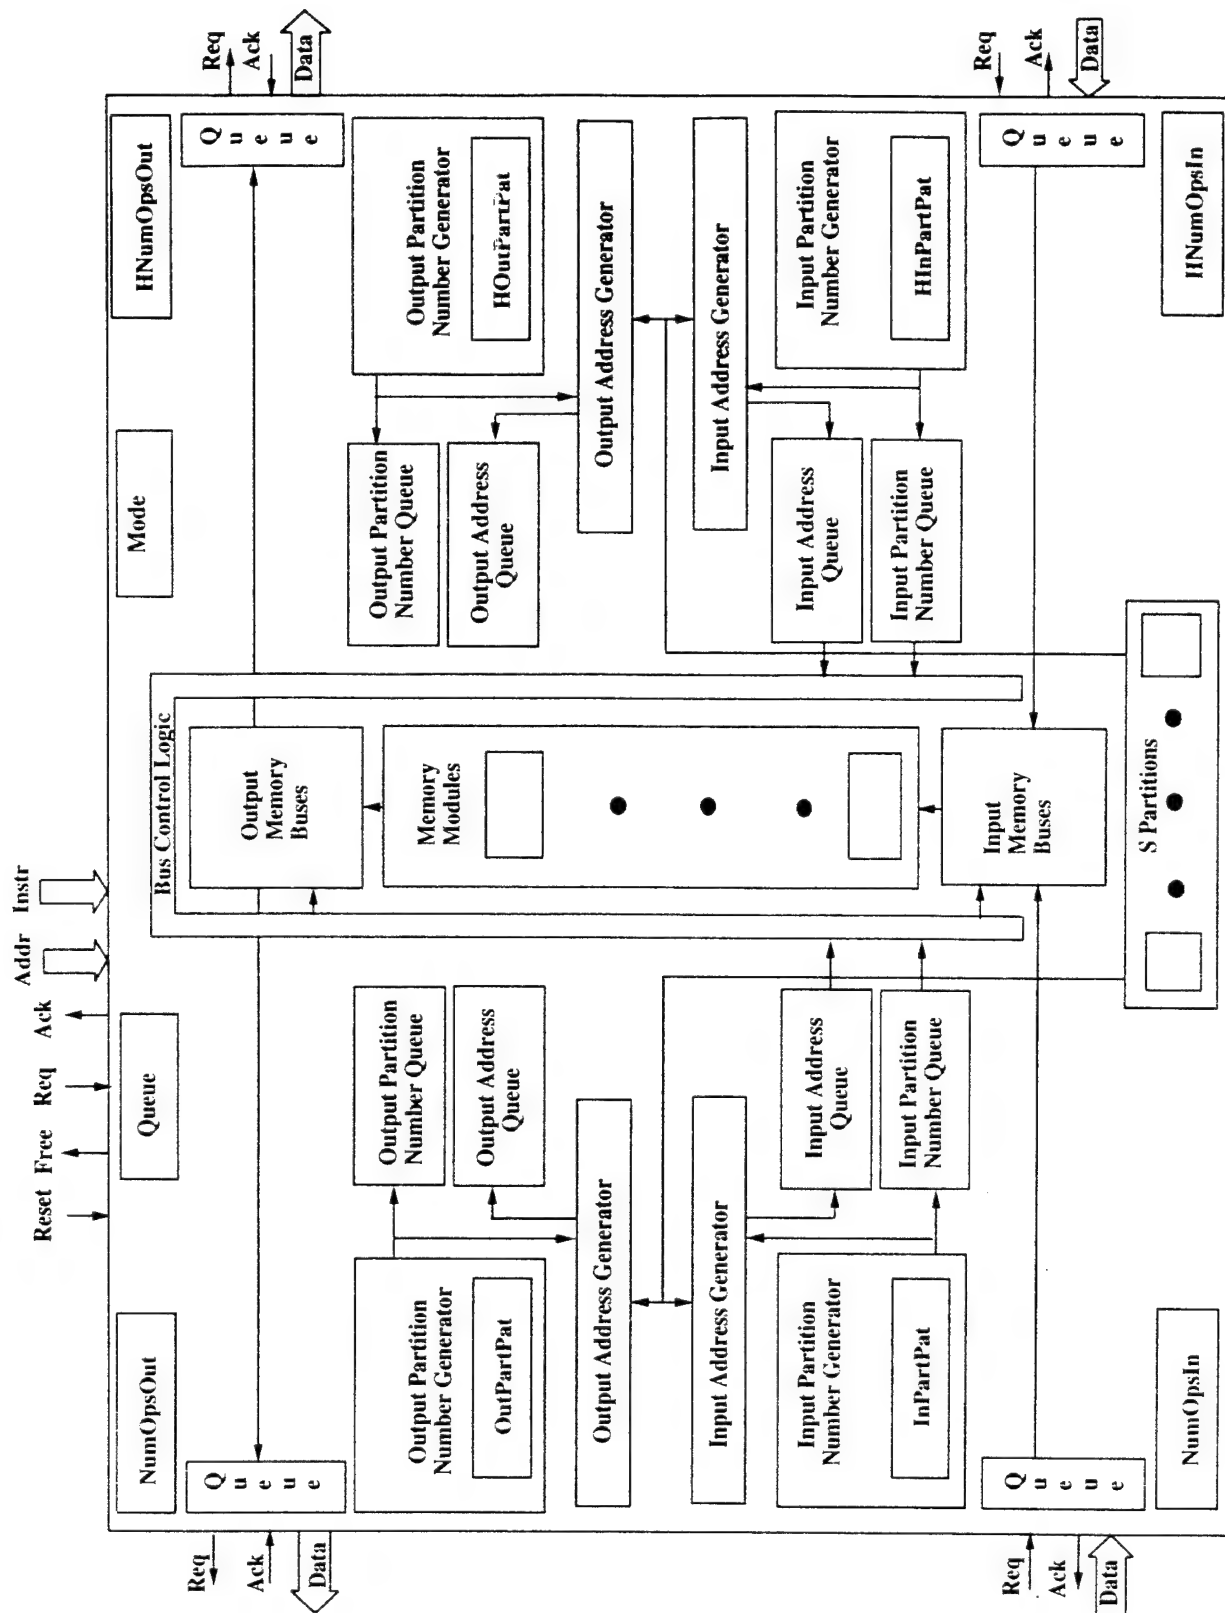 Reset
Free
Req
Ack
Addr
Instr
NumOpsOut
Queue
Mode
HNumOpsOut
Bus Control Logic
Req
Ack
Data
Queue
Output
Memory
Buses
Queue
Req
Ack
Data
Output Partition
Number Generator
OutPartPat
Output Partition
Number Queue
Output Address
Queue
Memory
Modules
Output Partition
Number Queue
Output Address
Queue
Output Partition
Number Generator
HOutPartPat
Output Address Generator
Output Address Generator
Input Address Generator
Input Address Generator
Input Partition
Number Generator
InPartPat
Input Address
Queue
Input Partition
Number Queue
Input Address
Queue
Input Partition
Number Queue
Input Partition
Number Generator
HInPartPat
Req
Ack
Data
Queue
Input
Memory
Buses
Queue
Req
Ack
Data
NumOpsIn
S Partitions
HNumOpsIn